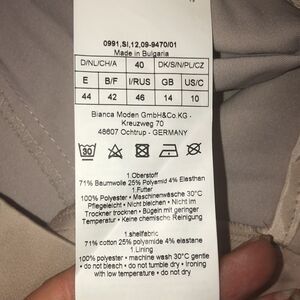 0991,SI,12,09-9470/01
Made in Bulgaria
D/NL/CH/A 40 DK/S/N/PL/CZ
E B/F I/RUS GB US/C
44 42 46 14 10
Bianca Moden GmbH&Co.KG
Kreuzweg 70
48607 Ochtrup - GERMANY
30
1.Oberstoff
71% Baumwolle 25% Polyamid 4% Elasthan
1.Futter
100% Polyester • Maschinenwäsche 30°C
Pflegeleicht • Nicht bleichen • Nicht im
Trockner trocknen • Bügeln mit geringer
Temperatur • Keine chemische Reinigung
1.shelfabric
71% cotton 25% polyamide 4% elastane
1.Lining
100% polyester • machine wash 30°C gentle
• do not bleach • do not tumble dry • Ironing
with low temperature • do not dry